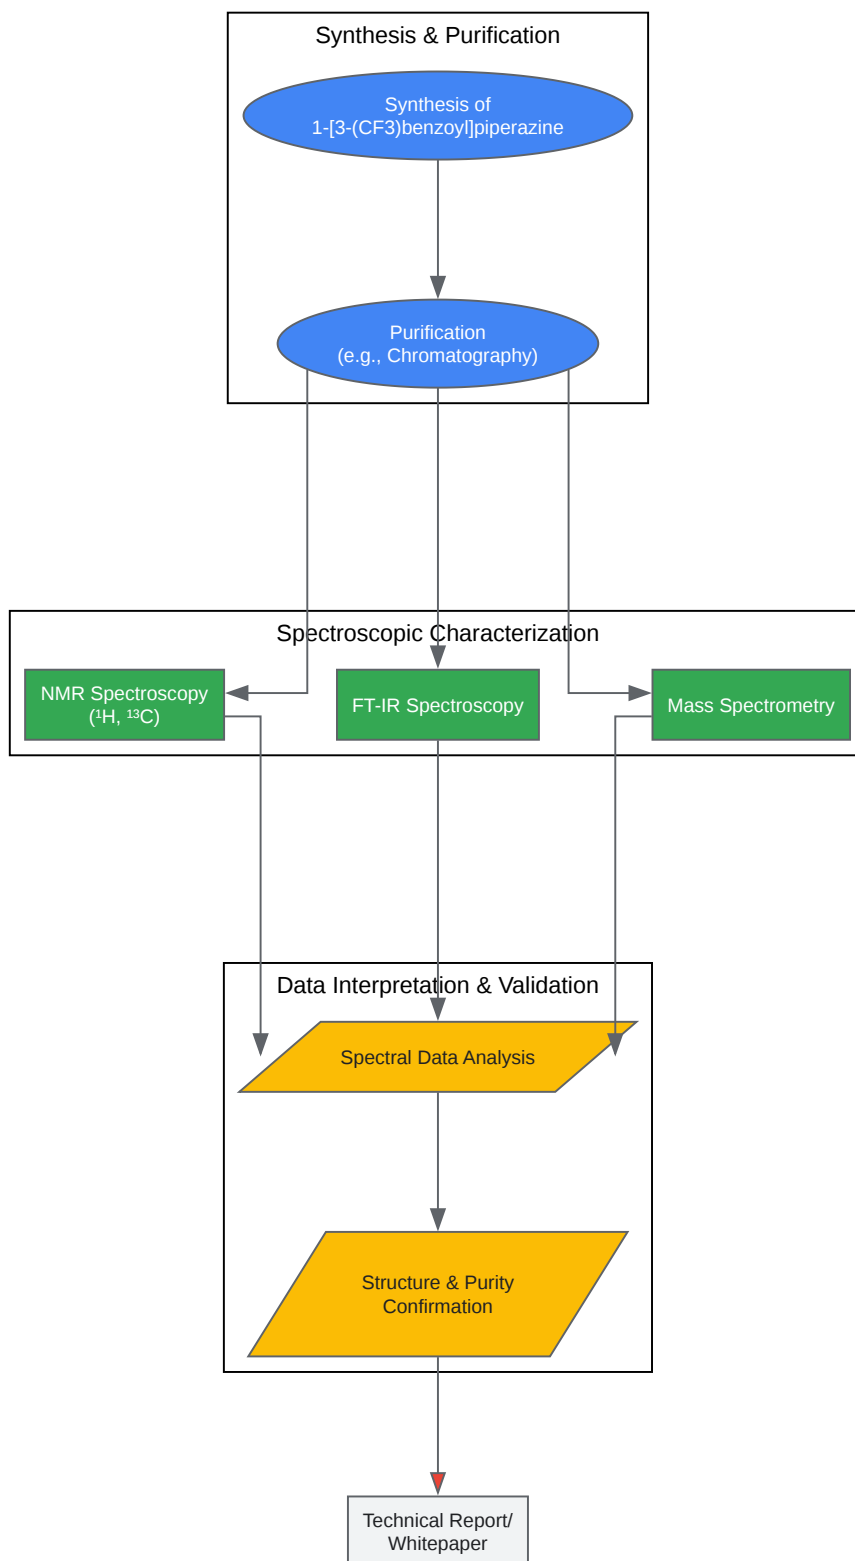 Synthesis & Purification
Synthesis of
1-[3-(CF3)benzoyl]piperazine
Purification
(e.g., Chromatography)
Spectroscopic Characterization
NMR Spectroscopy
(¹H, ¹³C)
FT-IR Spectroscopy
Mass Spectrometry
Data Interpretation & Validation
Spectral Data Analysis
Structure & Purity
Confirmation
Technical Report/
Whitepaper